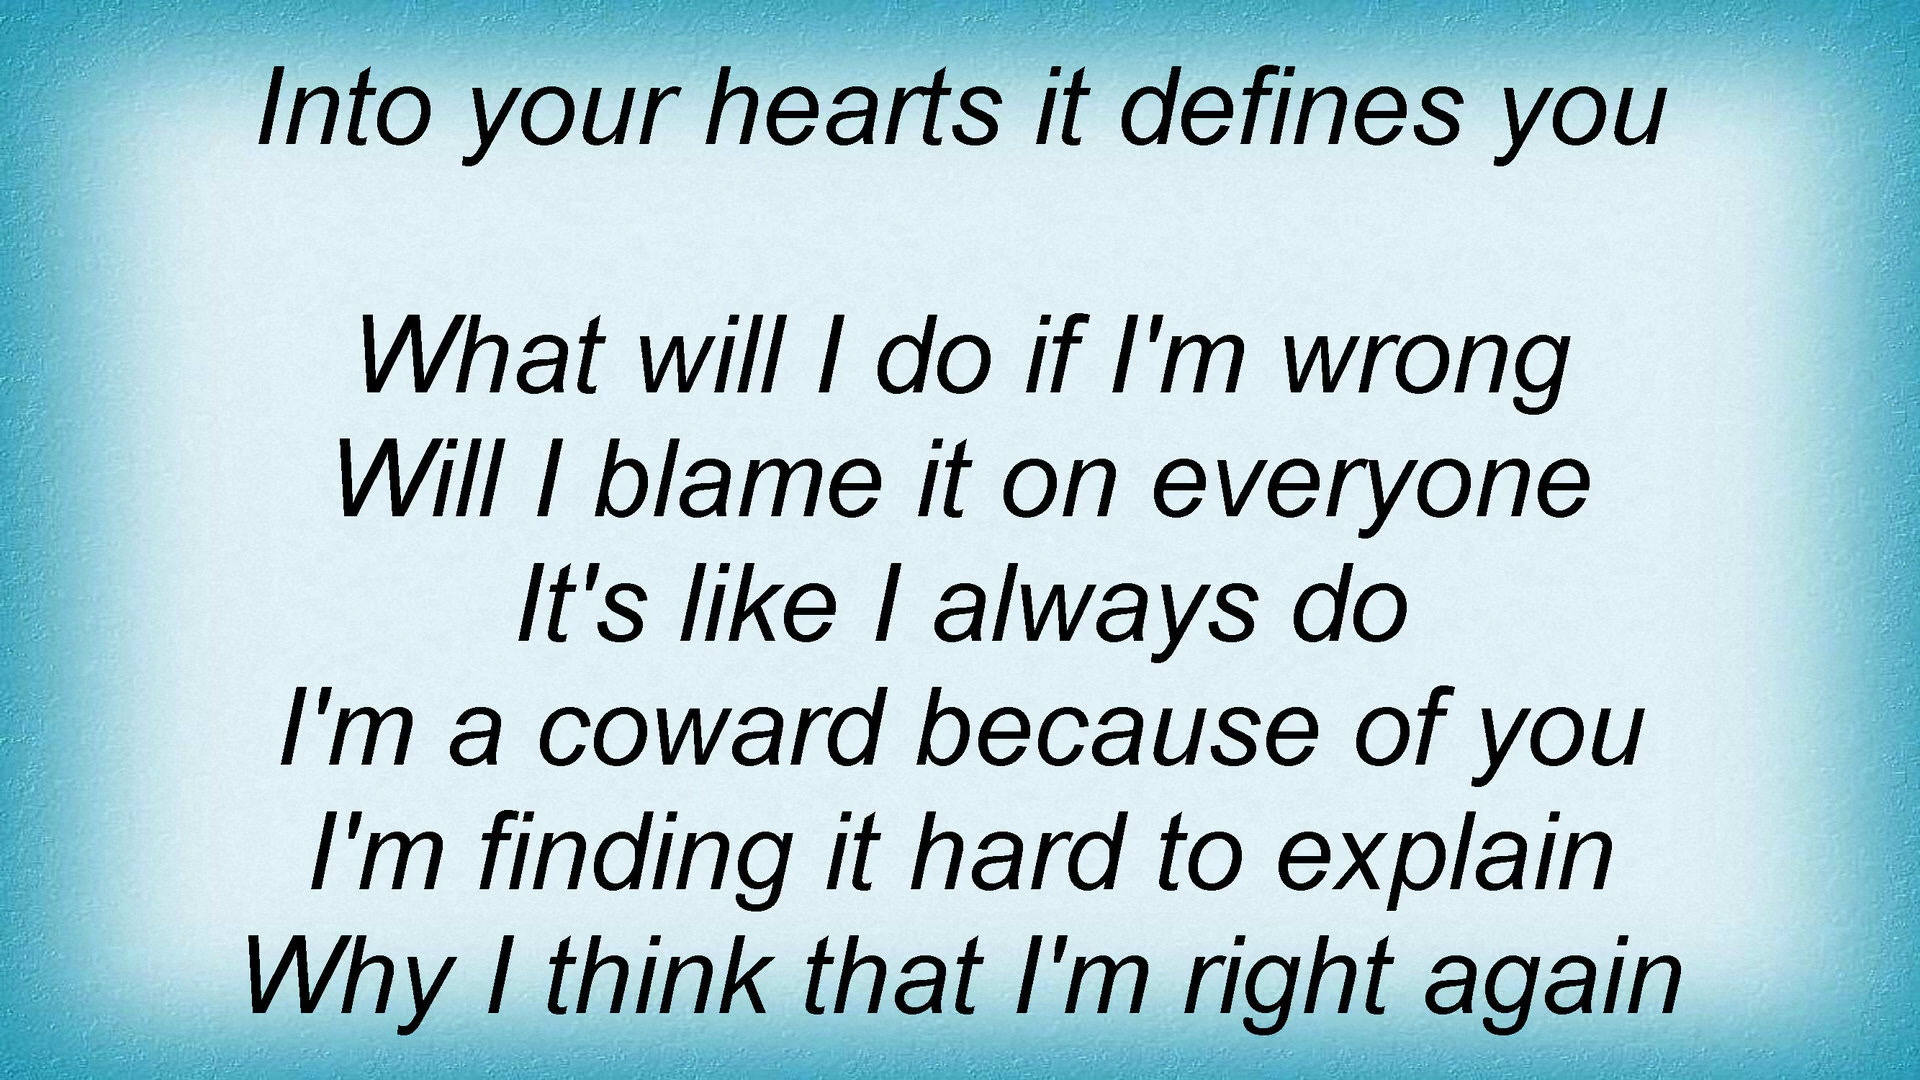 Into your hearts it defines you
What will I do if I'm wrong
Will I blame it on everyone
It's like I always do
I'm a coward because of you
I'm finding it hard to explain
Why I think that I'm right again